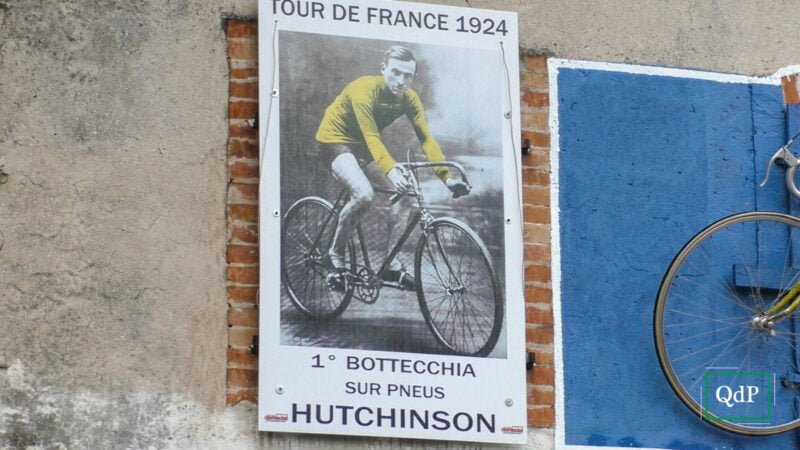 TOUR DE FRANCE 1924
1° BOTTECCHIA
SUR PNEUS
HUTCHINSON
QdP